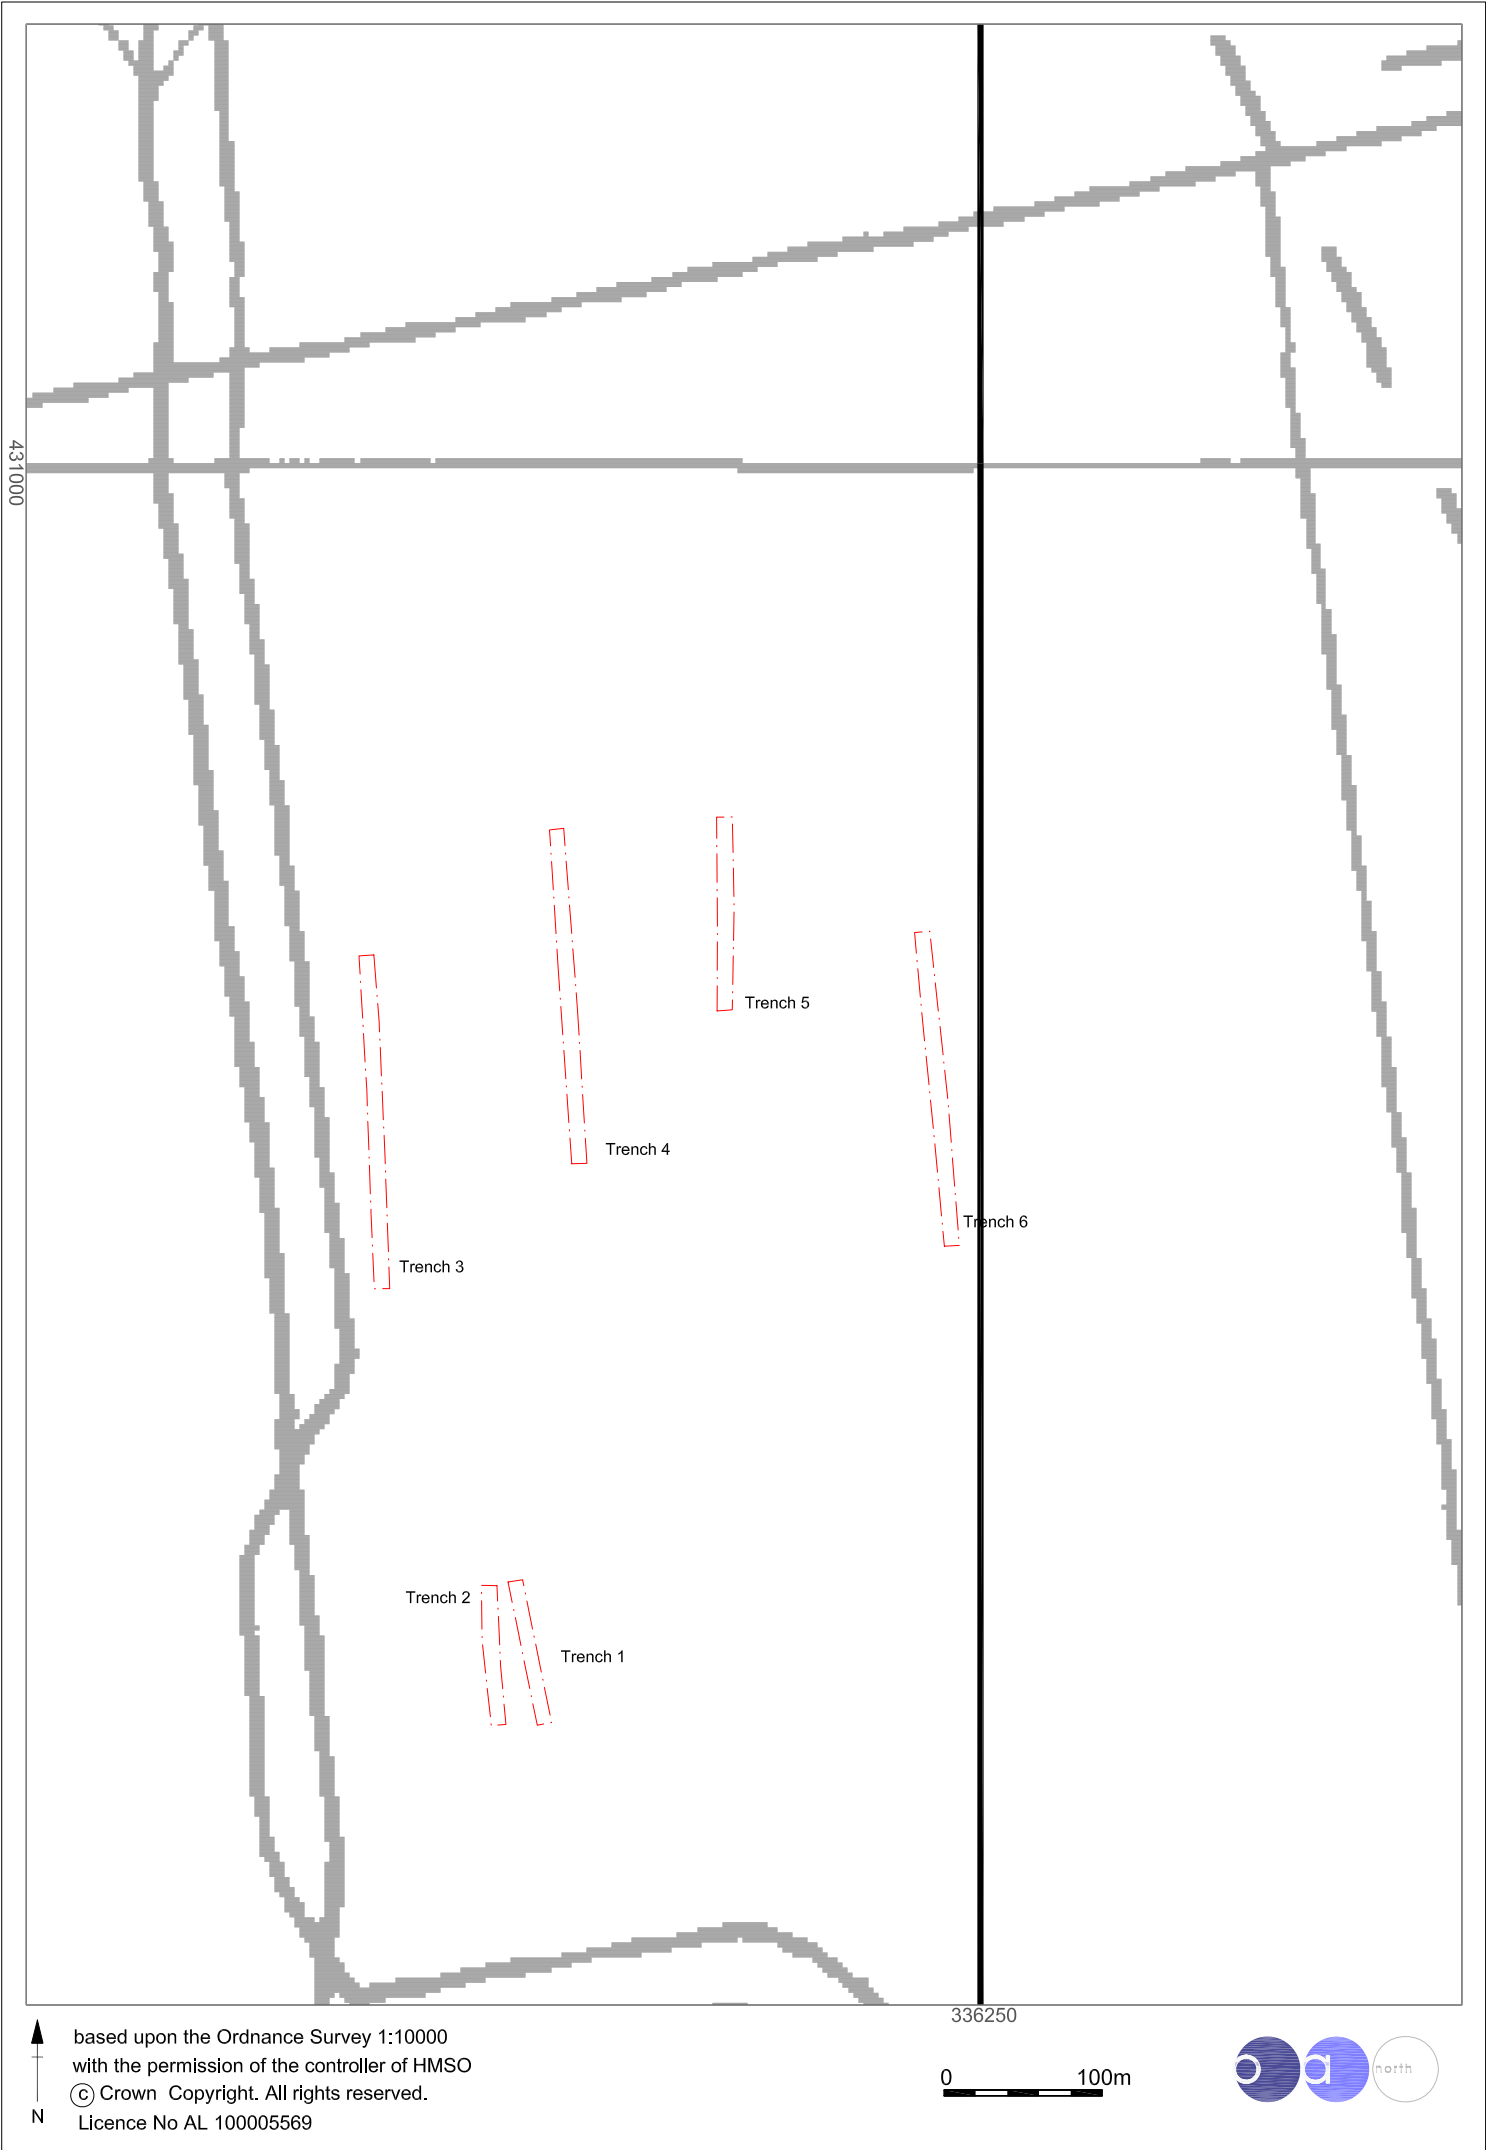 431000
Trench 5
Trench 4
Trench 6
Trench 3
Trench 2
Trench 1
336250
based upon the Ordnance Survey 1:10000
with the permission of the controller of HMSO
© Crown Copyright. All rights reserved.
Licence No AL 100005569
N
0 100m
o a north